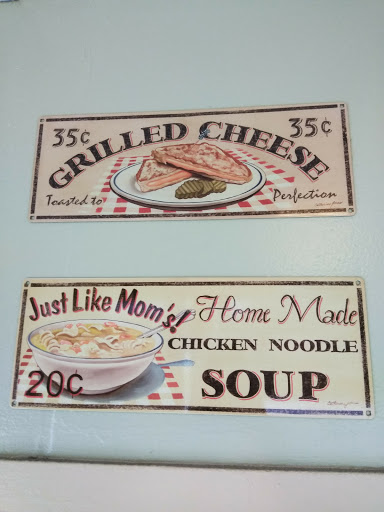 35¢ 35¢
GRILLED CHEESE
Toasted to Perfection
Just Like Mom's! Home Made
CHICKEN NOODLE
20¢ SOUP